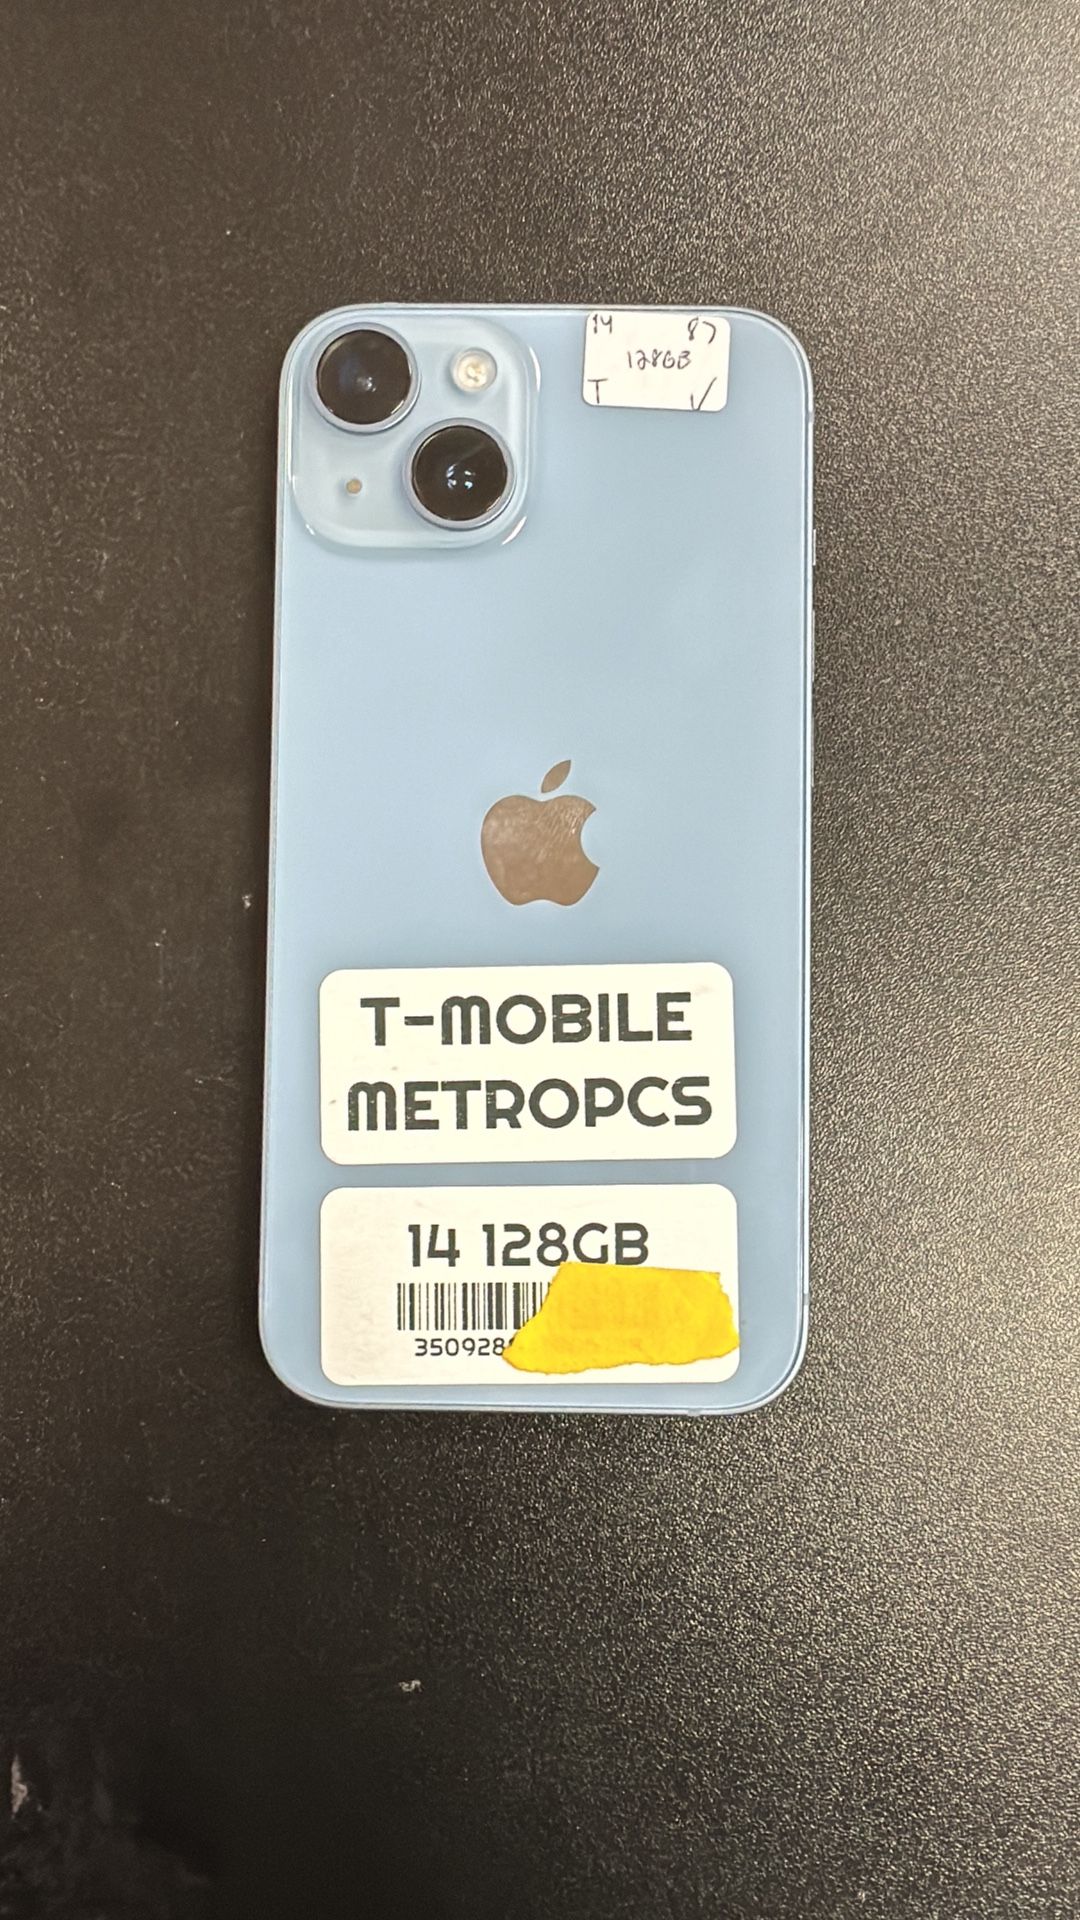 14 87
128GB
T ✓
T-MOBILE
METROPCS
14 128GB
350928